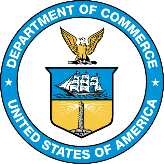 DEPARTMENT OF COMMERCE
UNITED STATES OF AMERICA